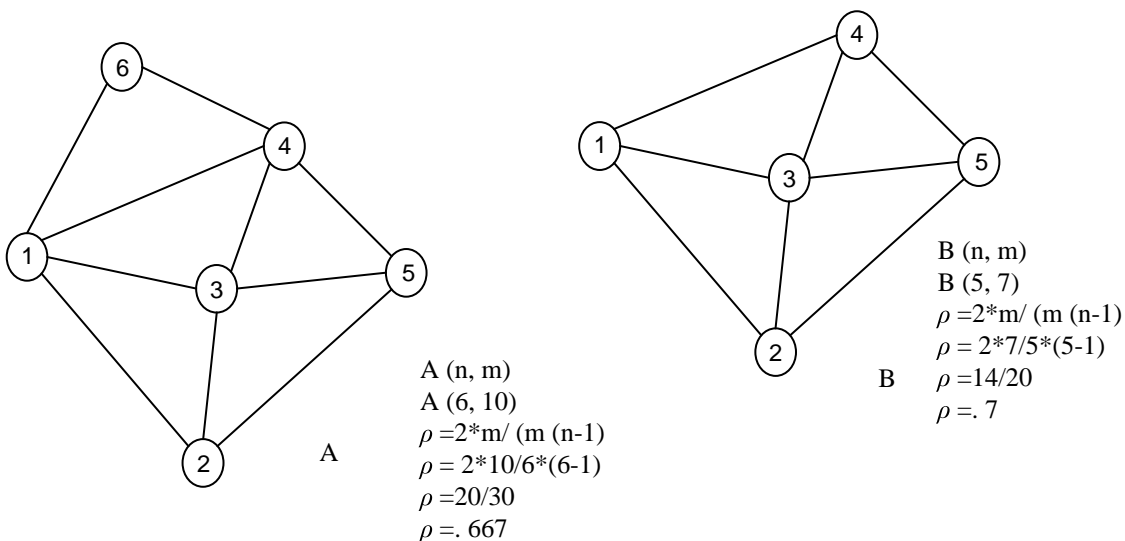 6
4
1
3
5
2
A
A (n, m)
A (6, 10)
ρ =2*m/ (m (n-1)
ρ = 2*10/6*(6-1)
ρ =20/30
ρ =. 667
4
1
3
5
2
B
B (n, m)
B (5, 7)
ρ =2*m/ (m (n-1)
ρ = 2*7/5*(5-1)
ρ =14/20
ρ =. 7